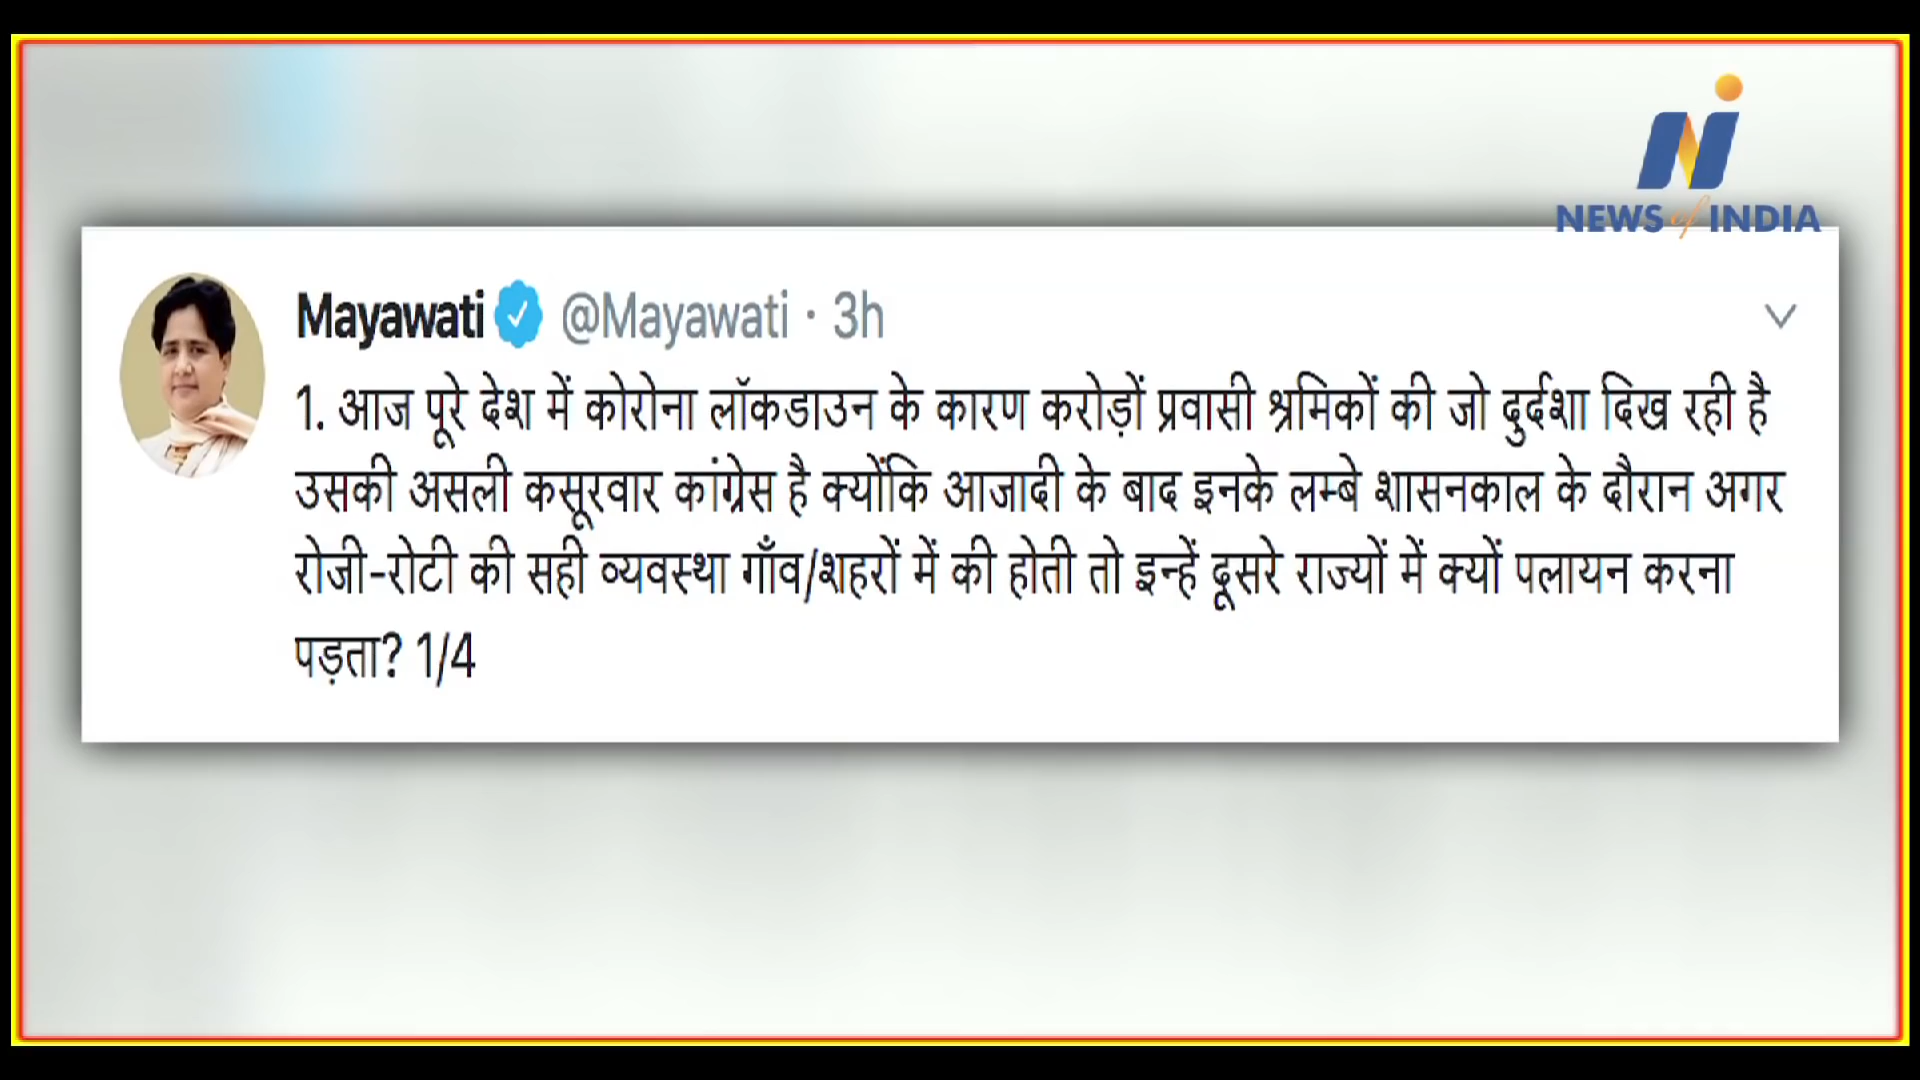 NEWS of INDIA
Mayawati @Mayawati · 3h
1. आज पूरे देश में कोरोना लॉकडाउन के कारण करोड़ों प्रवासी श्रमिकों की जो दुर्दशा दिख रही है
उसकी असली कसूरवार कांग्रेस है क्योंकि आजादी के बाद इनके लम्बे शासनकाल के दौरान अगर
रोजी-रोटी की सही व्यवस्था गाँव/शहरों में की होती तो इन्हें दूसरे राज्यों में क्यों पलायन करना
पड़ता? 1/4